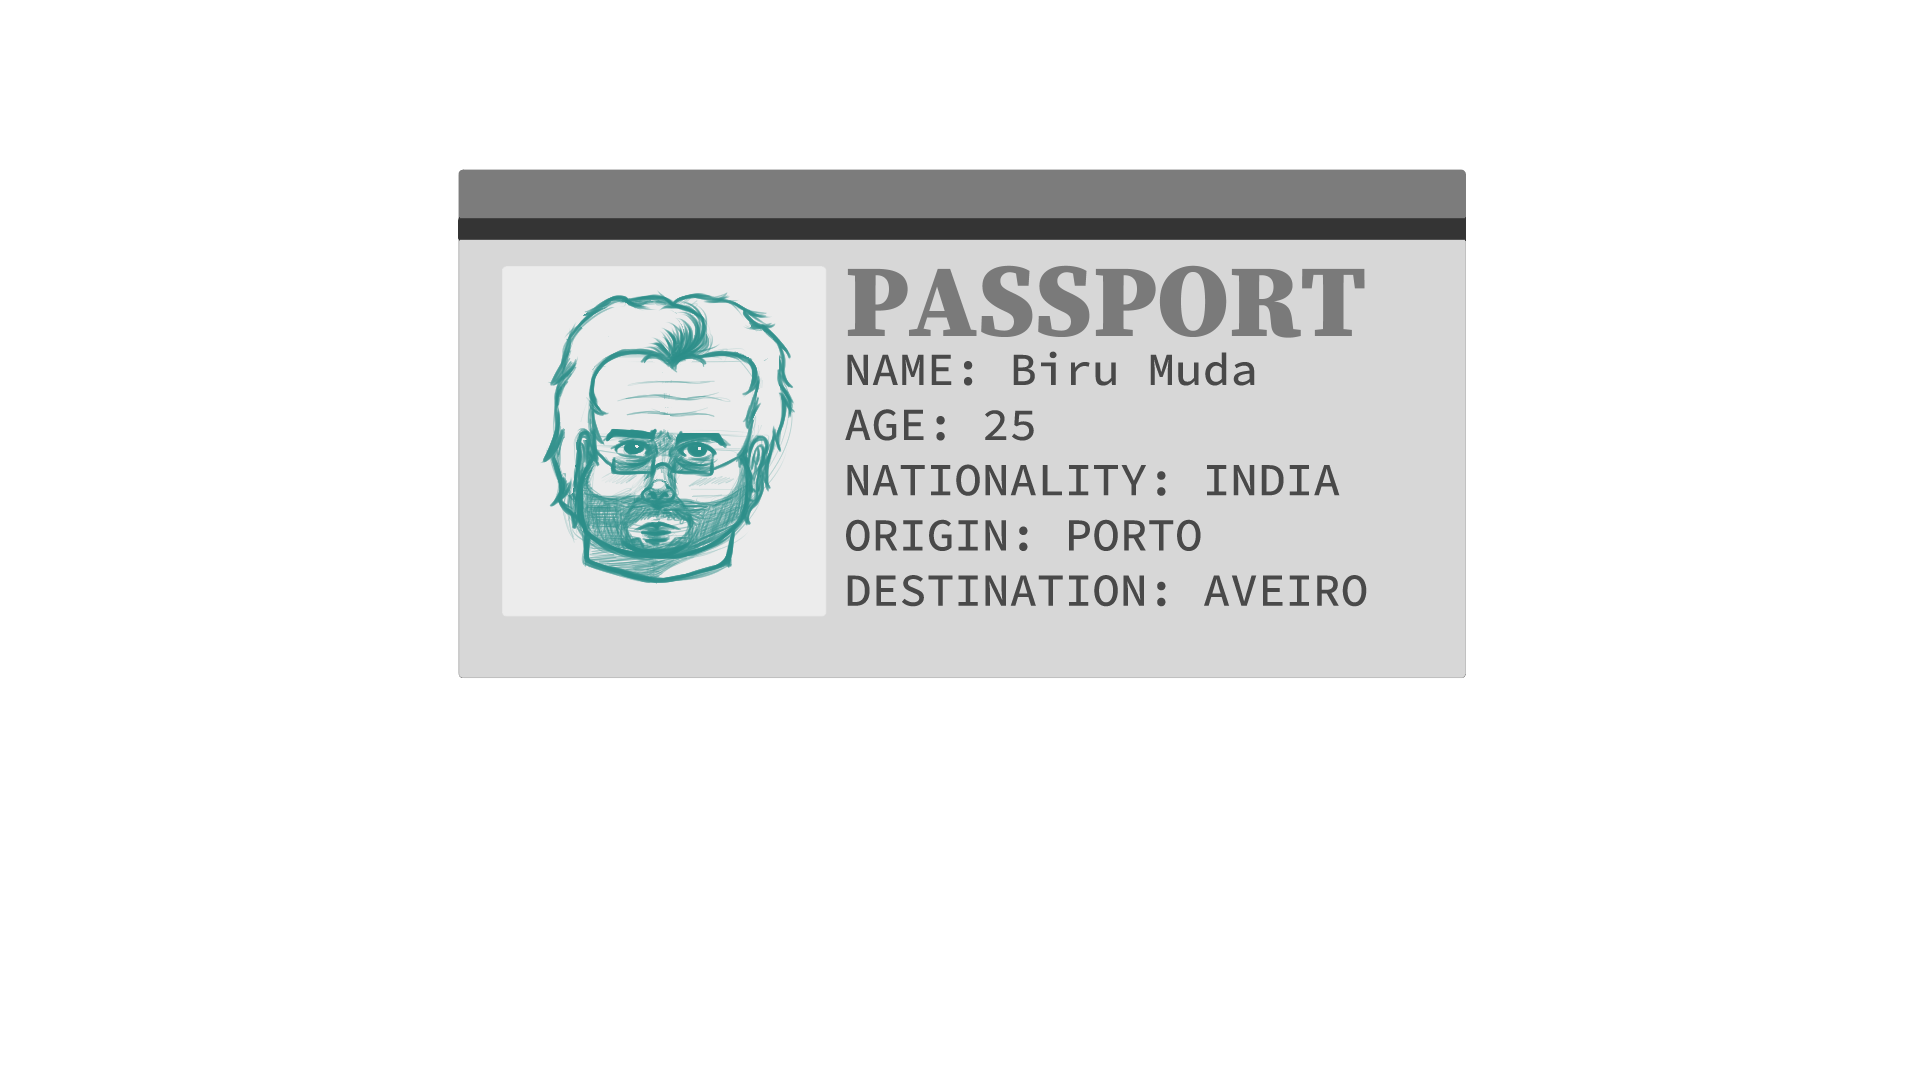 PASSPORT
NAME: Biru Muda
AGE: 25
NATIONALITY: INDIA
ORIGIN: PORTO
DESTINATION: AVEIRO